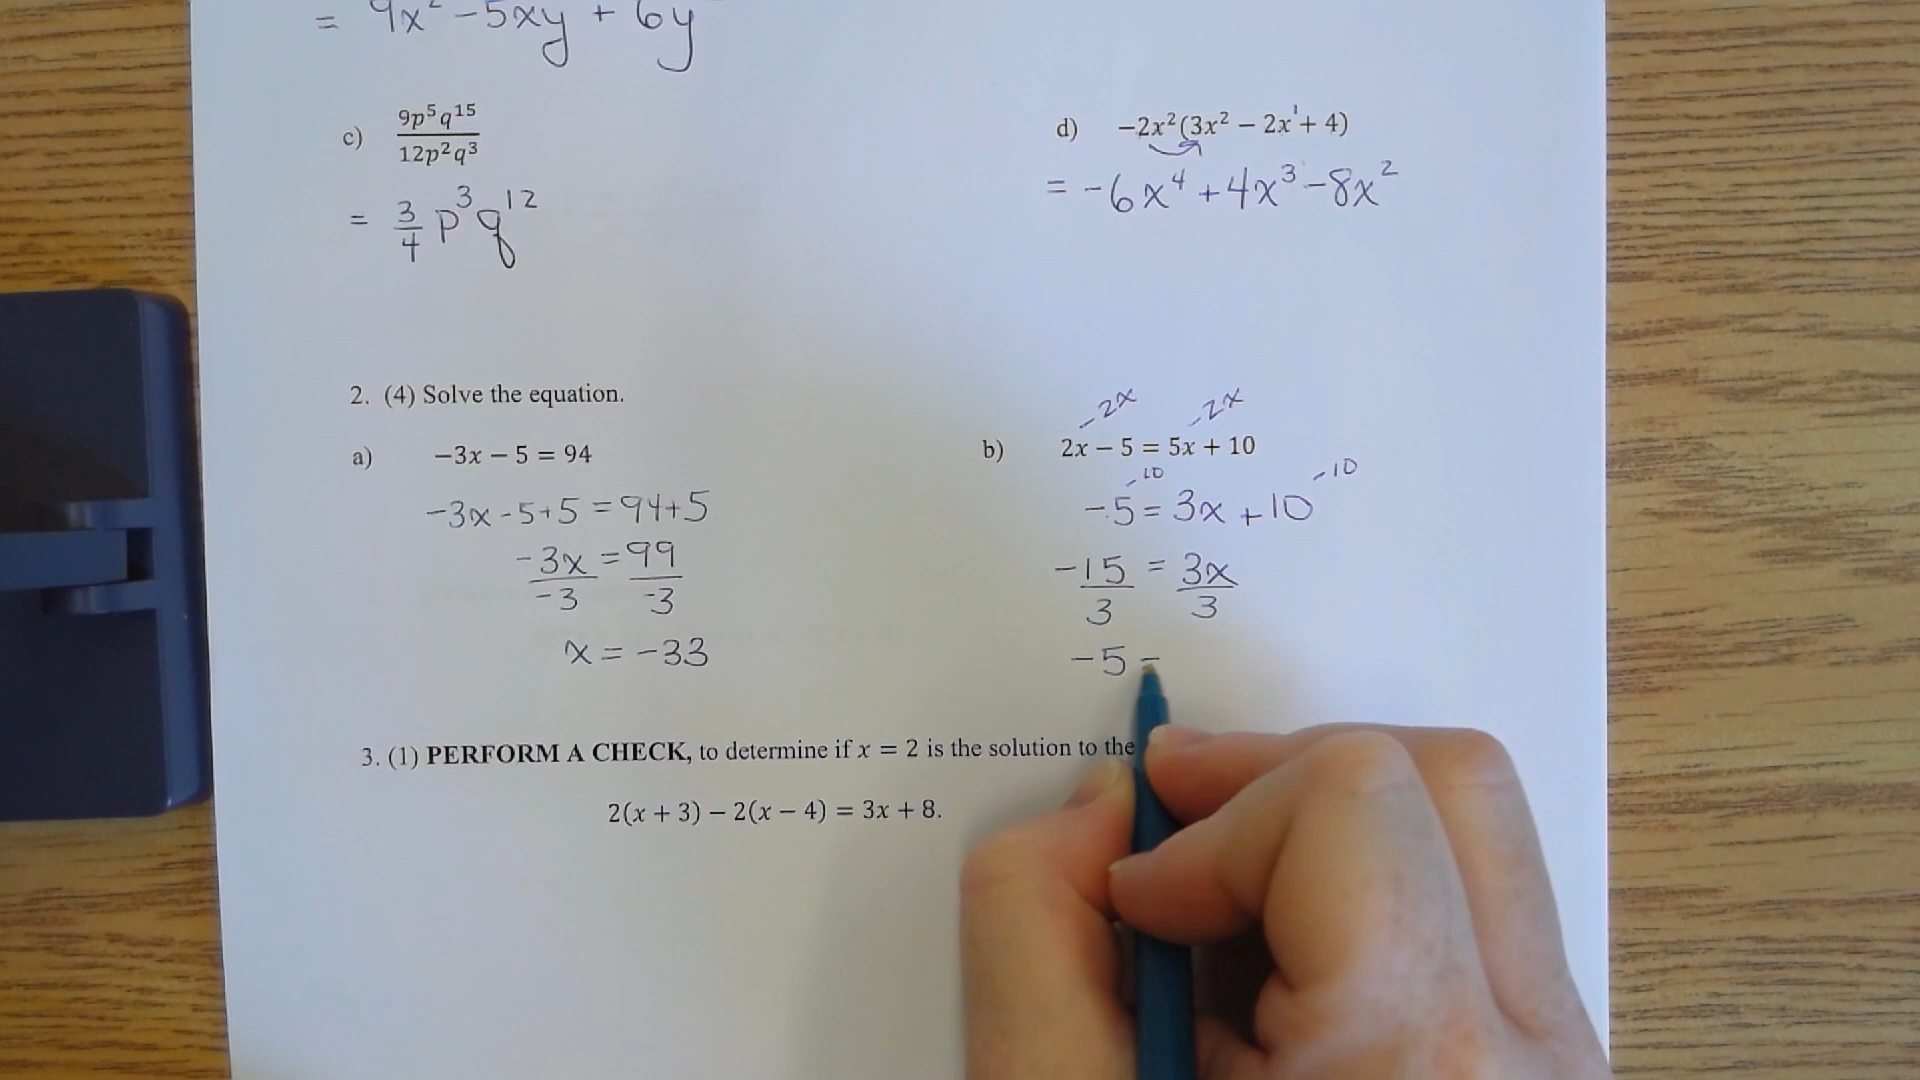 = 9x² - 5xy + 6y
c) 9p⁵q¹⁵ / 12p²q³
= 3/4 p³ q¹²
d) −2x²(3x² − 2x¹ + 4)
= -6x⁴ + 4x³ - 8x²
2. (4) Solve the equation.
a) −3x − 5 = 94
-3x - 5 + 5 = 94 + 5
-3x / -3 = 99 / -3
x = -33
-2x -2x
b) 2x − 5 = 5x + 10
-10 -10
-5 = 3x + 10
-15 / 3 = 3x / 3
-5 =
3. (1) PERFORM A CHECK, to determine if x = 2 is the solution to the
2(x + 3) − 2(x − 4) = 3x + 8.